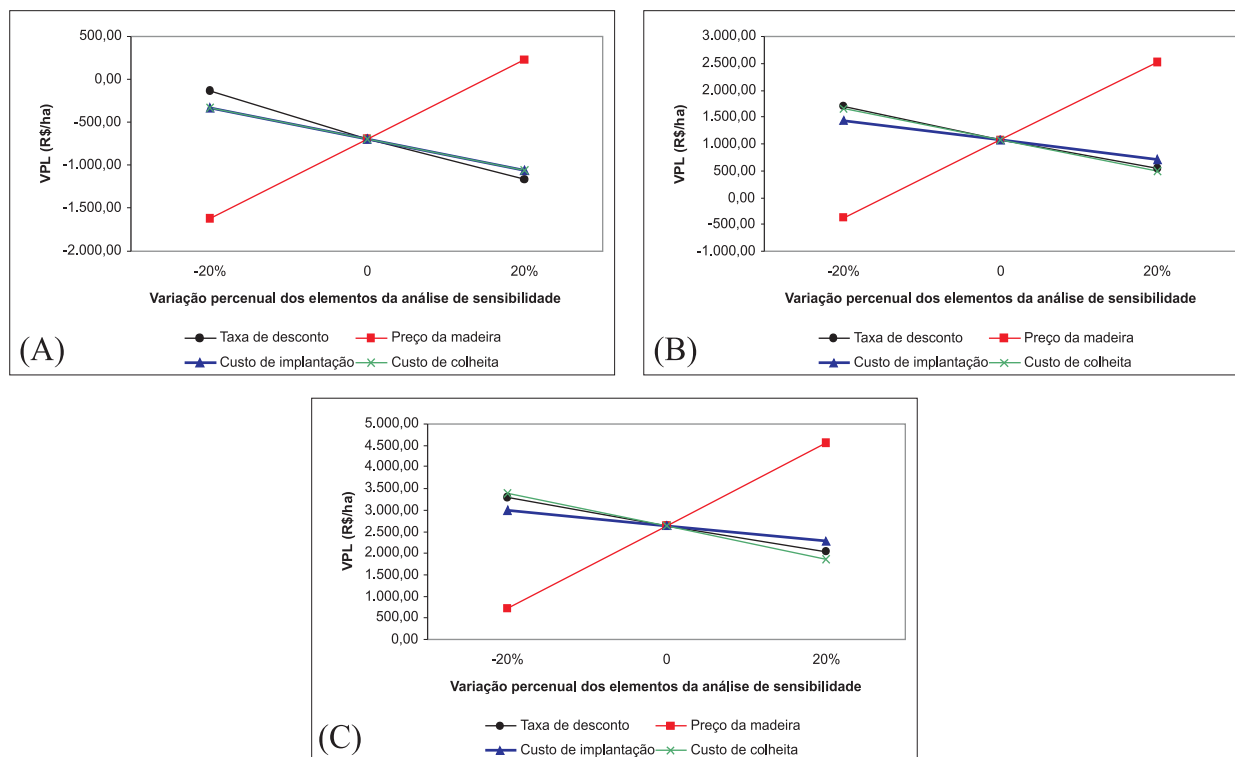 500,00
0,00
-500,00
-1.000,00
-1.500,00
-2.000,00
VPL (R$/ha)
-20% 0 20%
Variação percenual dos elementos da análise de sensibilidade
Taxa de desconto Preço da madeira
Custo de implantação Custo de colheita
(A)
3.000,00
2.500,00
2.000,00
1.500,00
1.000,00
500,00
0,00
-500,00
-1.000,00
VPL (R$/ha)
-20% 0 20%
Variação percenual dos elementos da análise de sensibilidade
Taxa de desconto Preço da madeira
Custo de implantação Custo de colheita
(B)
5.000,00
4.500,00
4.000,00
3.500,00
3.000,00
2.500,00
2.000,00
1.500,00
1.000,00
500,00
0,00
VPL (R$/ha)
-20% 0 20%
Variação percenual dos elementos da análise de sensibilidade
Taxa de desconto Preço da madeira
Custo de implantação Custo de colheita
(C)